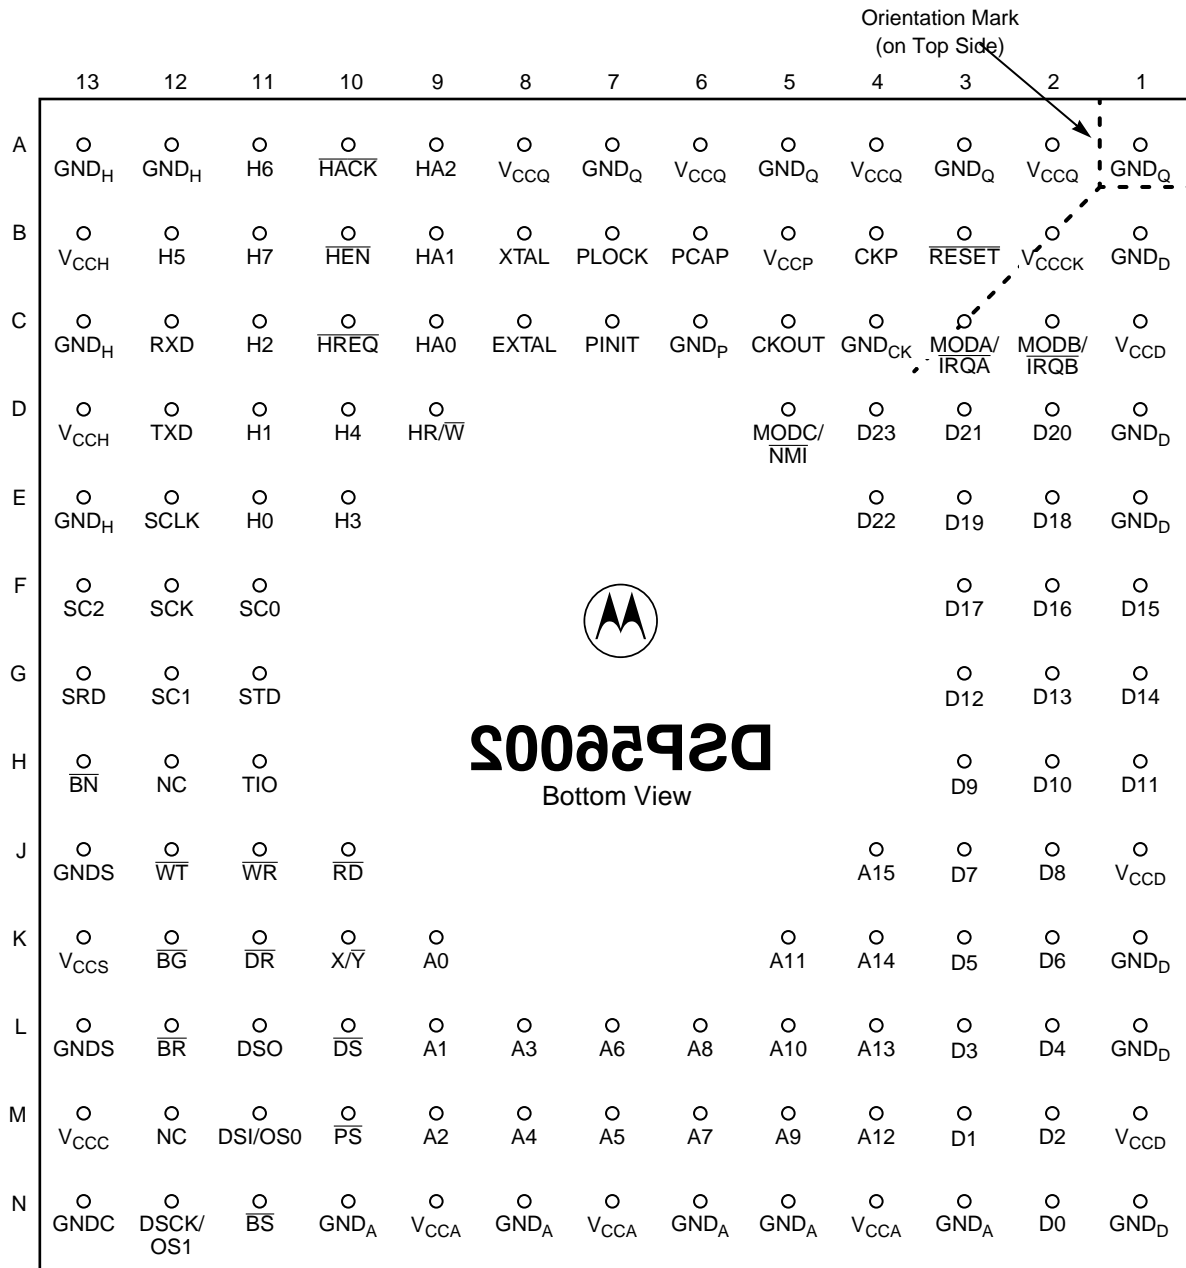 Orientation Mark
(on Top Side)
13 12 11 10 9 8 7 6 5 4 3 2 1
A
GNDH GNDH H6 HACK HA2 VCCQ GNDQ VCCQ GNDQ VCCQ GNDQ VCCQ GNDQ
B
VCCH H5 H7 HEN HA1 XTAL PLOCK PCAP VCCP CKP RESET VCCCK GNDD
C
GNDH RXD H2 HREQ HA0 EXTAL PINIT GNDP CKOUT GNDCK MODA/ MODB/ VCCD
IRQA IRQB
D
VCCH TXD H1 H4 HR/W MODC/ D23 D21 D20 GNDD
NMI
E
GNDH SCLK H0 H3 D22 D19 D18 GNDD
F
SC2 SCK SC0 D17 D16 D15
G
SRD SC1 STD D12 D13 D14
DSP56002
H
BN NC TIO D9 D10 D11
Bottom View
J
GNDS WT WR RD A15 D7 D8 VCCD
K
VCCS BG DR X/Y A0 A11 A14 D5 D6 GNDD
L
GNDS BR DSO DS A1 A3 A6 A8 A10 A13 D3 D4 GNDD
M
VCCC NC DSI/OS0 PS A2 A4 A5 A7 A9 A12 D1 D2 VCCD
N
GNDC DSCK/ BS GNDA VCCA GNDA VCCA GNDA GNDA VCCA GNDA D0 GNDD
OS1